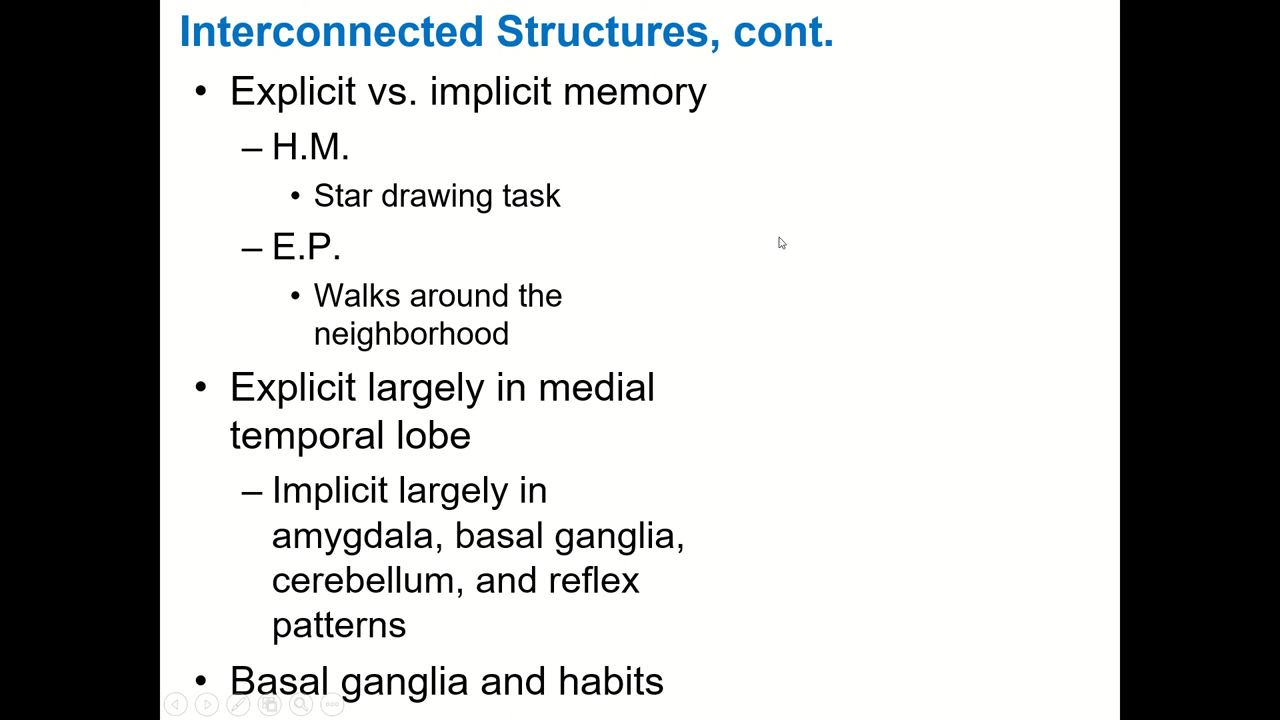 Interconnected Structures, cont.
• Explicit vs. implicit memory
– H.M.
• Star drawing task
– E.P.
• Walks around the
neighborhood
• Explicit largely in medial
temporal lobe
– Implicit largely in
amygdala, basal ganglia,
cerebellum, and reflex
patterns
• Basal ganglia and habits